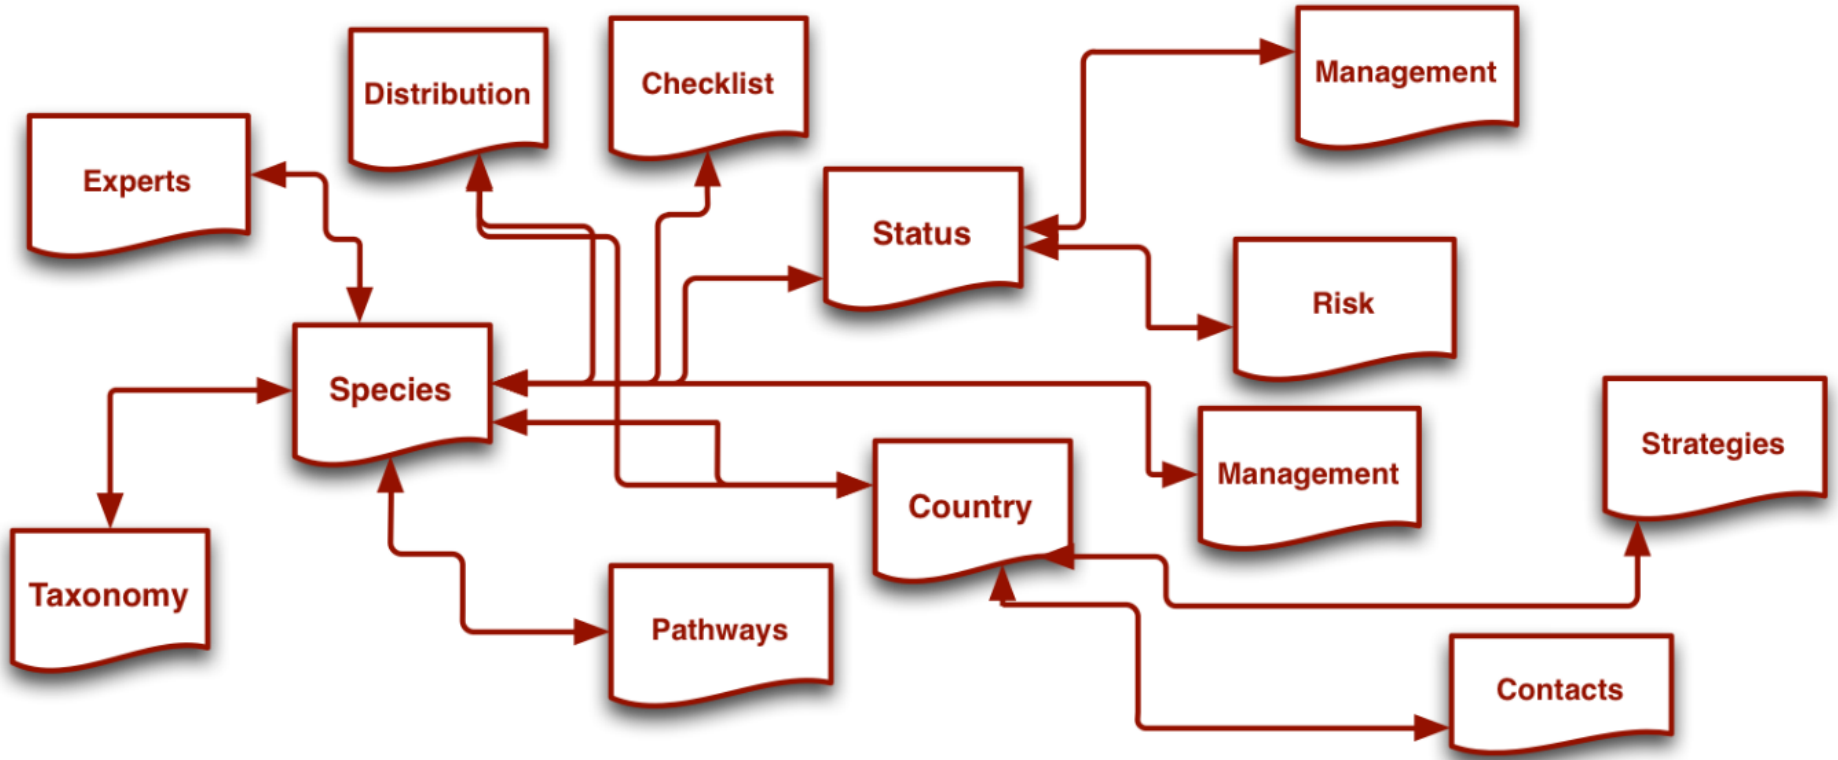 Management
Checklist
Distribution
Experts
Status
Risk
Species
Strategies
Management
Country
Taxonomy
Pathways
Contacts